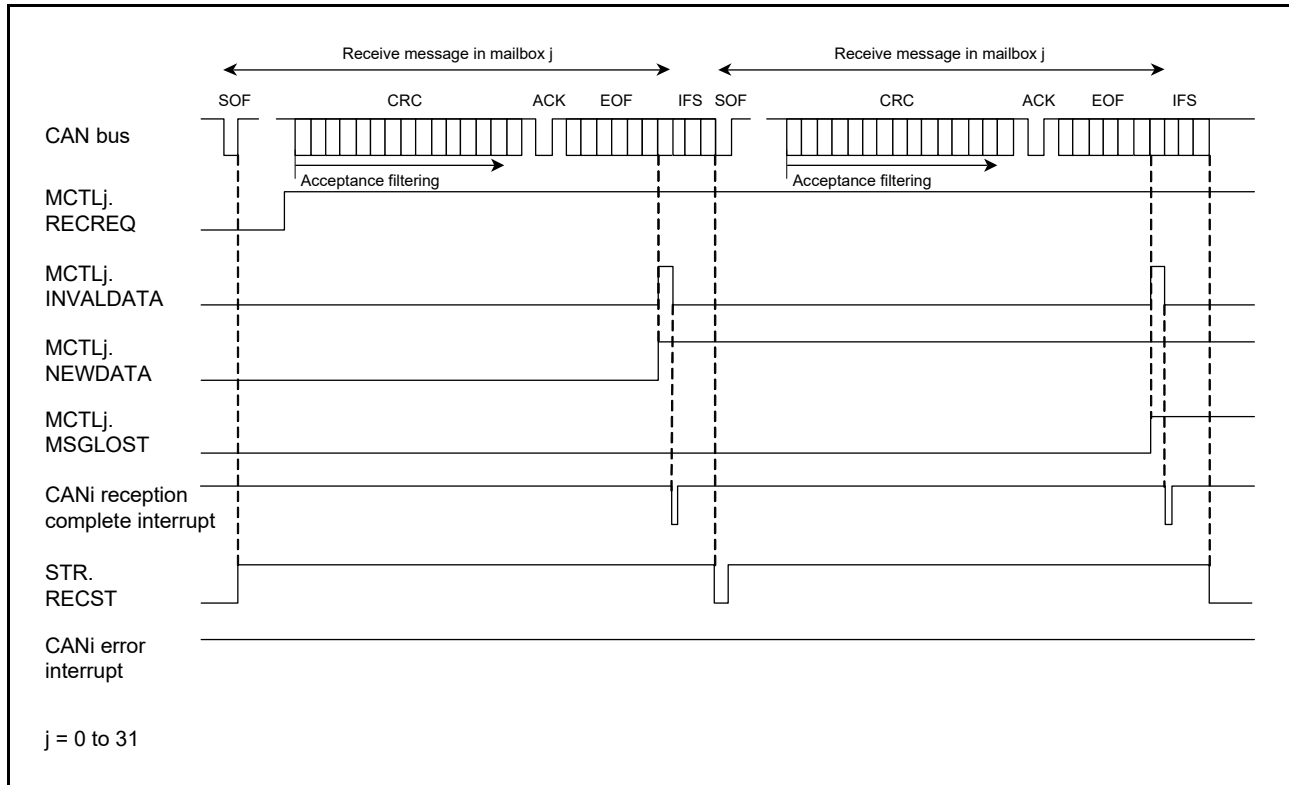 Receive message in mailbox j Receive message in mailbox j
SOF CRC ACK EOF IFS SOF CRC ACK EOF IFS
CAN bus
Acceptance filtering Acceptance filtering
MCTLj.
RECREQ
MCTLj.
INVALDATA
MCTLj.
NEWDATA
MCTLj.
MSGLOST
CANi reception
complete interrupt
STR.
RECST
CANi error
interrupt
j = 0 to 31